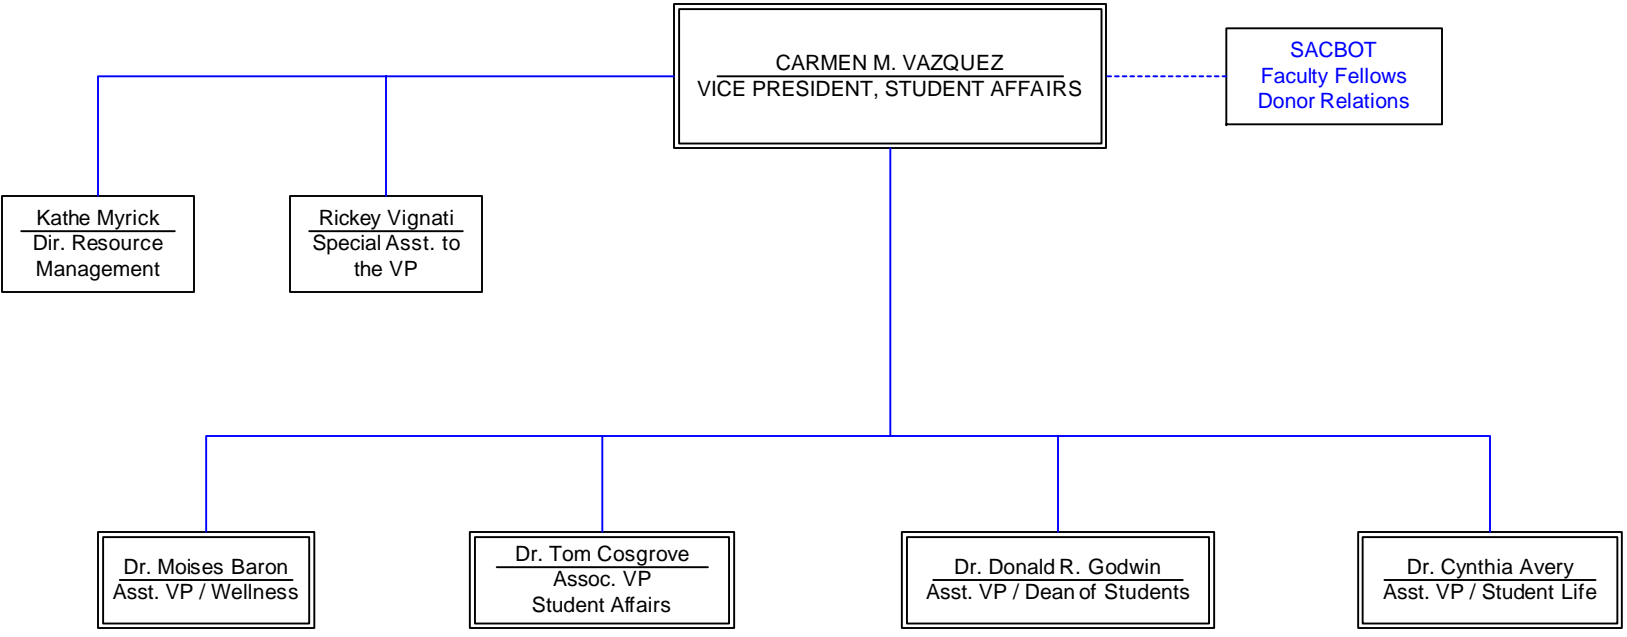 CARMEN M. VAZQUEZ
VICE PRESIDENT, STUDENT AFFAIRS
SACBOT
Faculty Fellows
Donor Relations
Kathe Myrick
Dir. Resource
Management
Rickey Vignati
Special Asst. to
the VP
Dr. Moises Baron
Asst. VP / Wellness
Dr. Tom Cosgrove
Assoc. VP
Student Affairs
Dr. Donald R. Godwin
Asst. VP / Dean of Students
Dr. Cynthia Avery
Asst. VP / Student Life